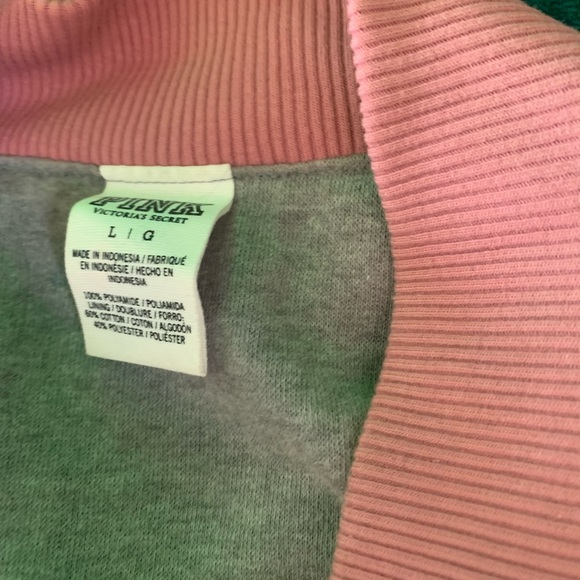 PINK
VICTORIA'S SECRET
L / G
MADE IN INDONESIA / FABRIQUÉ
EN INDONÉSIE / HECHO EN
INDONESIA
100% POLYAMIDE / POLIAMIDA
LINING / DOUBLURE / FORRO:
60% COTTON / COTON / ALGODÓN
40% POLYESTER / POLIÉSTER